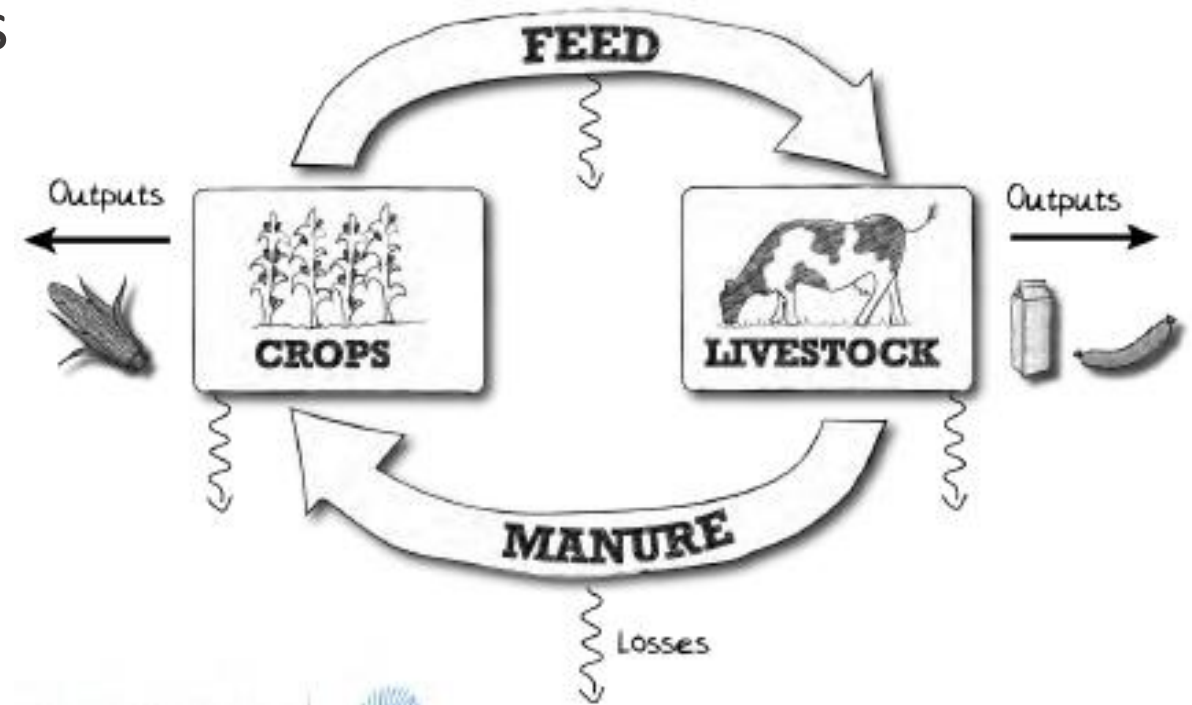 s
FEED
Outputs
Outputs
CROPS
LIVESTOCK
MANURE
Losses